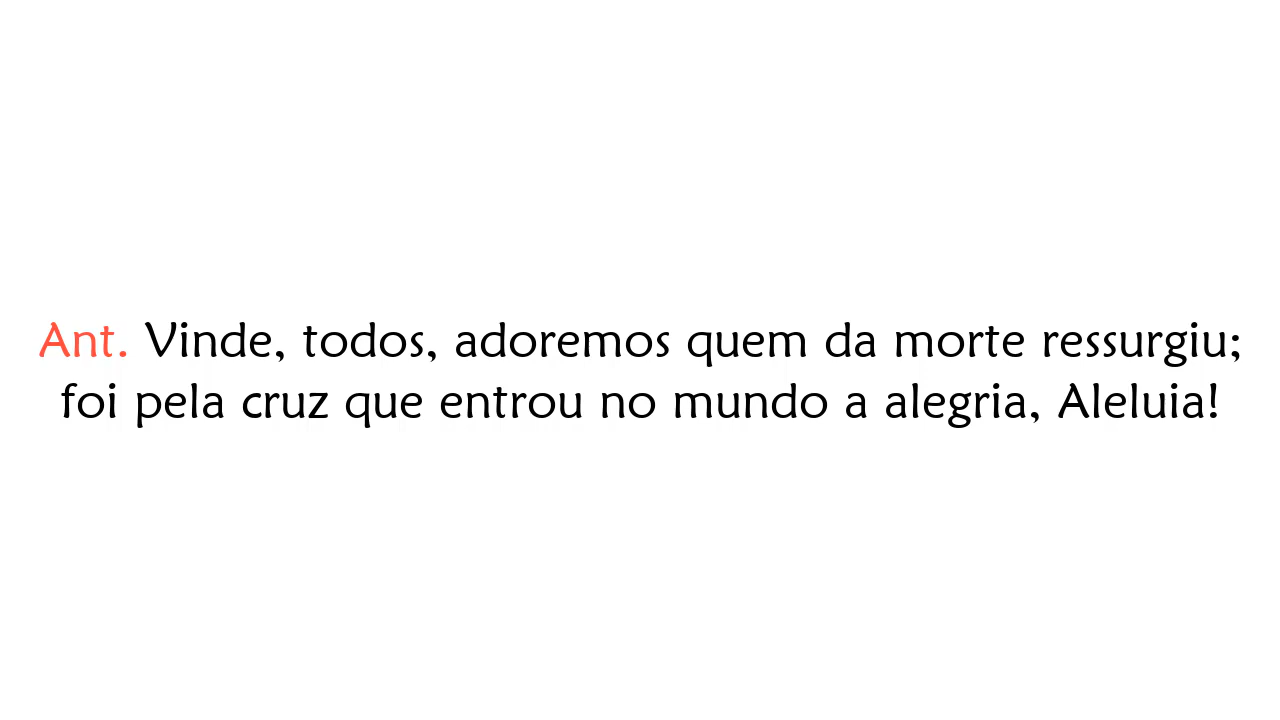 Ant. Vinde, todos, adoremos quem da morte ressurgiu;
foi pela cruz que entrou no mundo a alegria, Aleluia!